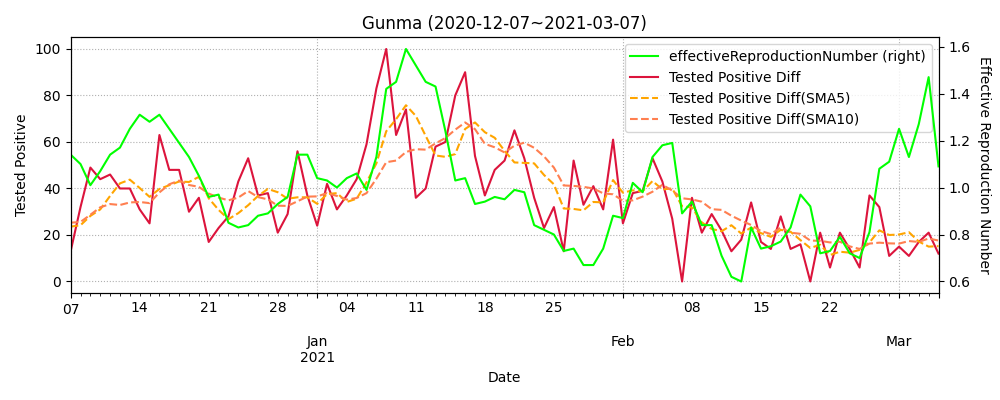 Gunma (2020-12-07~2021-03-07)
effectiveReproductionNumber (right)
Tested Positive Diff
Tested Positive Diff(SMA5)
Tested Positive Diff(SMA10)
Tested Positive
100
80
60
40
20
0
1.6
1.4
1.2
1.0
0.8
0.6
Effective Reproduction Number
07 14 21 28 04 11 18 25 08 15 22
Jan Feb Mar
2021
Date